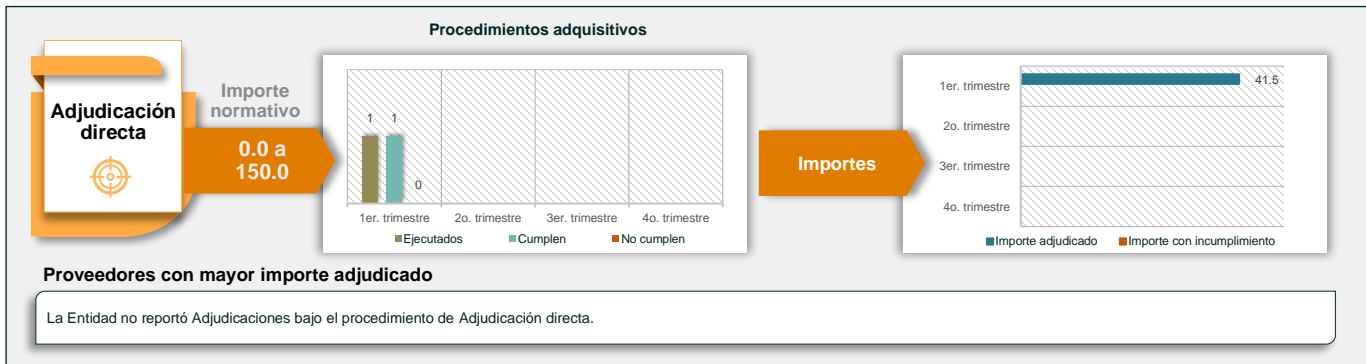 Procedimientos adquisitivos
Adjudicación
directa
Importe
normativo
0.0 a
150.0
1
1
0
1er. trimestre
2o. trimestre
3er. trimestre
4o. trimestre
Ejecutados
Cumplen
No cumplen
Importes
1er. trimestre
41.5
2o. trimestre
3er. trimestre
4o. trimestre
Importe adjudicado
Importe con incumplimiento
Proveedores con mayor importe adjudicado
La Entidad no reportó Adjudicaciones bajo el procedimiento de Adjudicación directa.